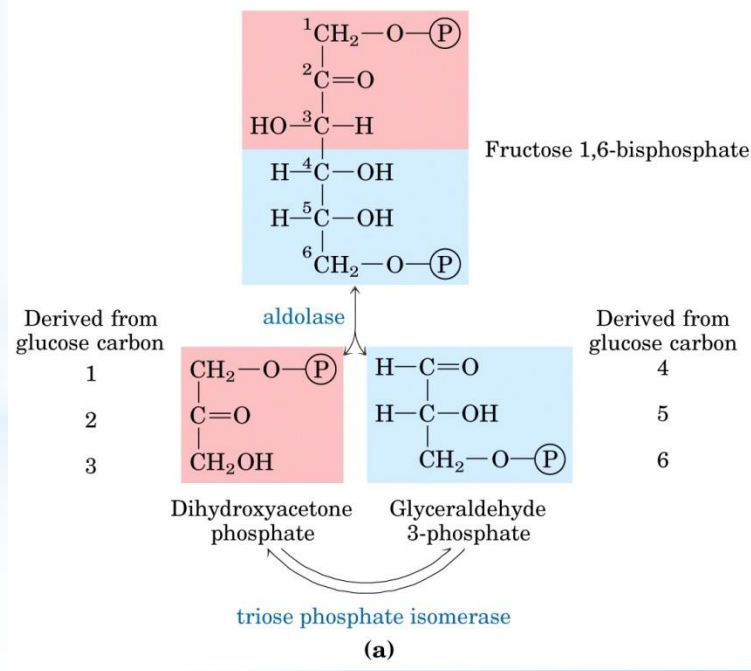 ¹CH₂—O—Ⓟ
²C=O
HO—³C—H
Fructose 1,6-bisphosphate
H—⁴C—OH
H—⁵C—OH
⁶CH₂—O—Ⓟ
aldolase
Derived from
glucose carbon
1
2
3
CH₂—O—Ⓟ
C=O
CH₂OH
Dihydroxyacetone
phosphate
H—C=O
H—C—OH
CH₂—O—Ⓟ
Glyceraldehyde
3-phosphate
Derived from
glucose carbon
4
5
6
triose phosphate isomerase
(a)